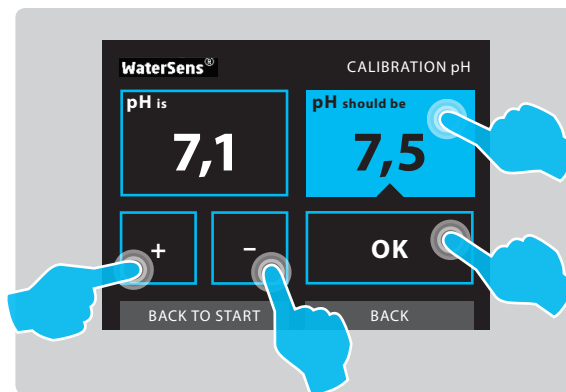 WaterSens®
CALIBRATION pH
pH is
7,1
pH should be
7,5
+
-
OK
BACK TO START
BACK